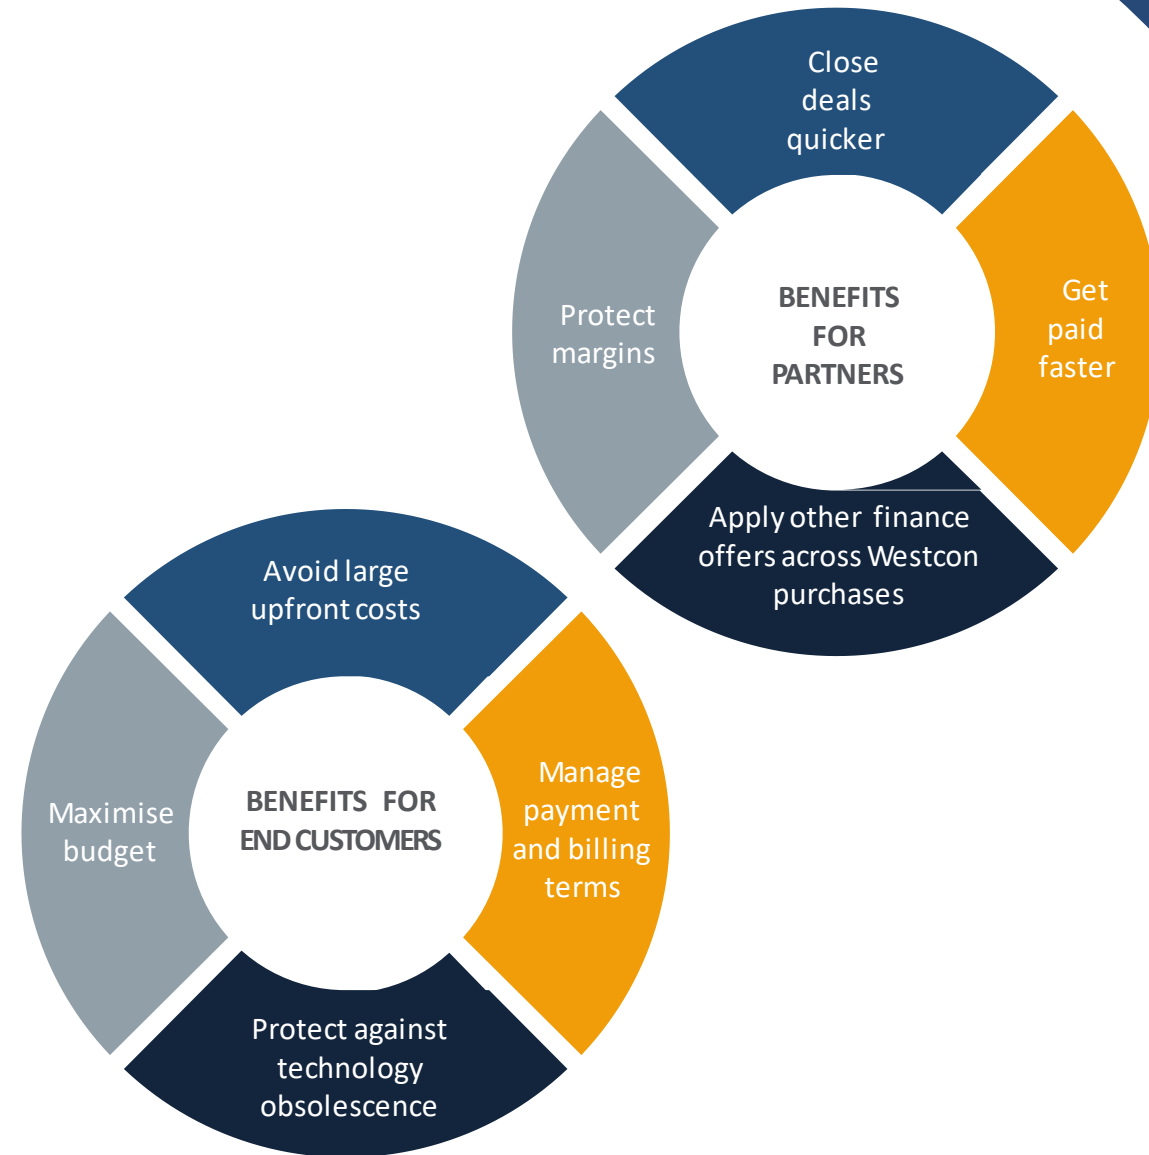 Close
deals
quicker
Protect
margins
BENEFITS
FOR
PARTNERS
Get
paid
faster
Apply other finance
offers across Westcon
purchases
Avoid large
upfront costs
Maximise
budget
BENEFITS FOR
END CUSTOMERS
Manage
payment
and billing
terms
Protect against
technology
obsolescence